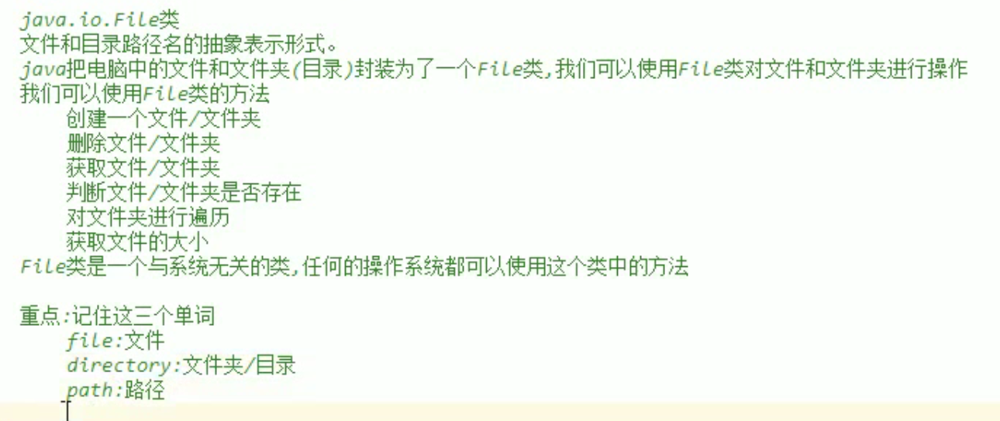 java.io.File类
文件和目录路径名的抽象表示形式。
java把电脑中的文件和文件夹(目录)封装为了一个File类,我们可以使用File类对文件和文件夹进行操作
我们可以使用File类的方法
创建一个文件/文件夹
删除文件/文件夹
获取文件/文件夹
判断文件/文件夹是否存在
对文件夹进行遍历
获取文件的大小
File类是一个与系统无关的类,任何的操作系统都可以使用这个类中的方法
重点:记住这三个单词
file:文件
directory:文件夹/目录
path:路径